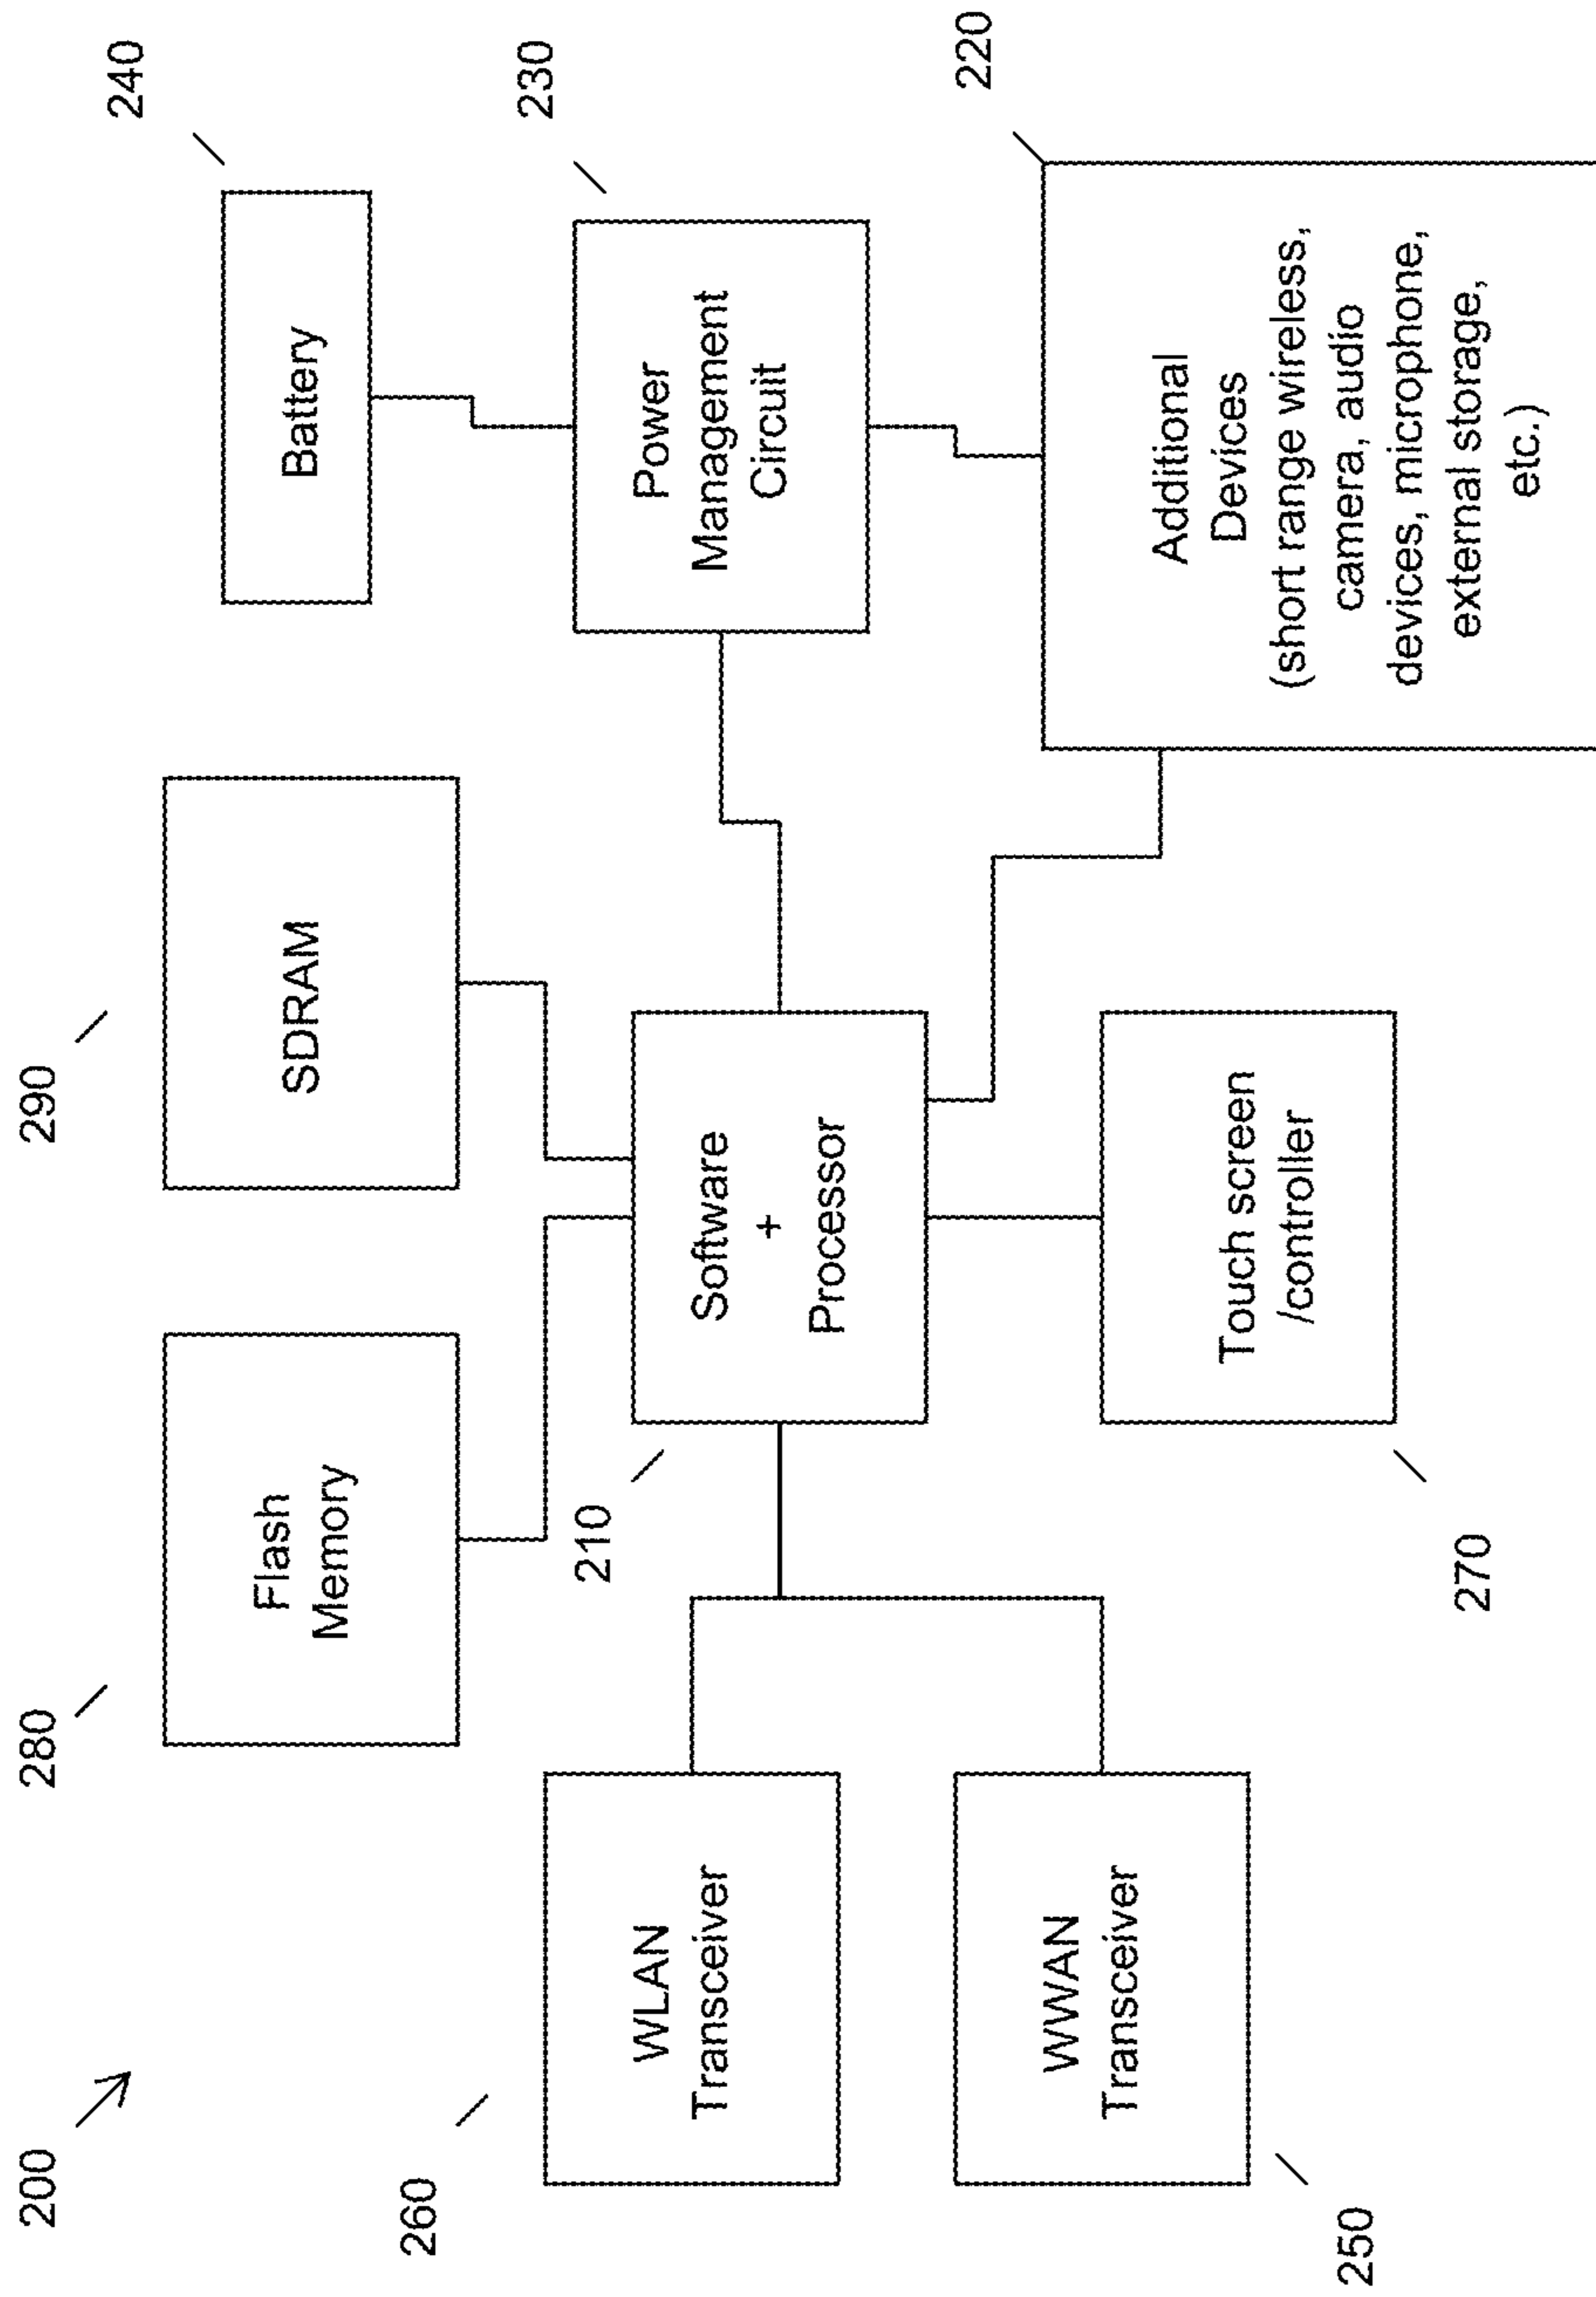 200
280
290
240
Flash
Memory
SDRAM
Battery
260
210
230
WLAN
Transceiver
Software
+
Processor
Power
Management
Circuit
220
WWAN
Transceiver
Touch screen
/controller
Additional
Devices
(short range wireless,
camera, audio
devices, microphone,
external storage,
etc.)
250
270